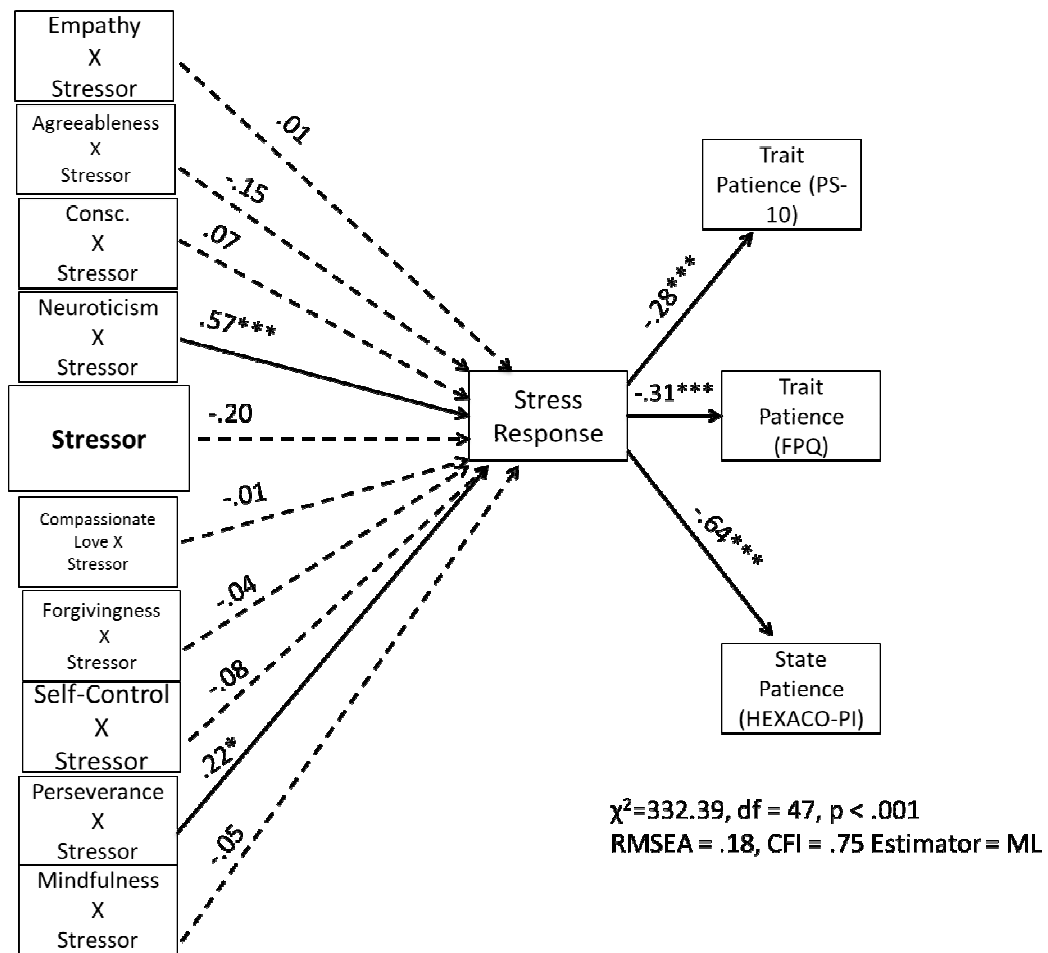 Empathy
X
Stressor
Agreeableness
X
Stressor
Consc.
X
Stressor
Neuroticism
X
Stressor
Stressor
Compassionate
Love X
Stressor
Forgivingness
X
Stressor
Self-Control
X
Stressor
Perseverance
X
Stressor
Mindfulness
X
Stressor
.01
-.15
.07
.57***
-.20
-.01
-.04
-.08
.22*
-.05
Stress
Response
-.28***
-.31***
-.64***
Trait
Patience (PS-
10)
Trait
Patience
(FPQ)
State
Patience
(HEXACO-PI)
χ²=332.39, df = 47, p < .001
RMSEA = .18, CFI = .75 Estimator = ML